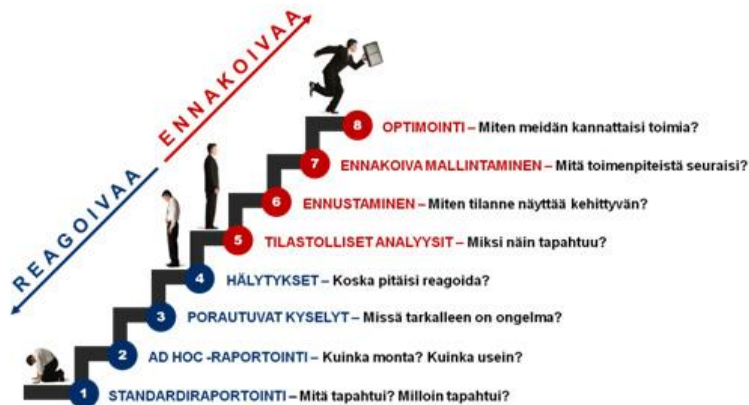 ENNAKOIVAA
REAGOIVAA
8 OPTIMOINTI – Miten meidän kannattaisi toimia?
7 ENNAKOIVA MALLINTAMINEN – Mitä toimenpiteistä seuraisi?
6 ENNUSTAMINEN – Miten tilanne näyttää kehittyvän?
5 TILASTOLLISET ANALYYSIT – Miksi näin tapahtuu?
4 HÄLYTYKSET – Koska pitäisi reagoida?
3 PORAUTUVAT KYSELYT – Missä tarkalleen on ongelma?
2 AD HOC -RAPORTOINTI – Kuinka monta? Kuinka usein?
1 STANDARDIRAPORTOINTI – Mitä tapahtui? Milloin tapahtui?